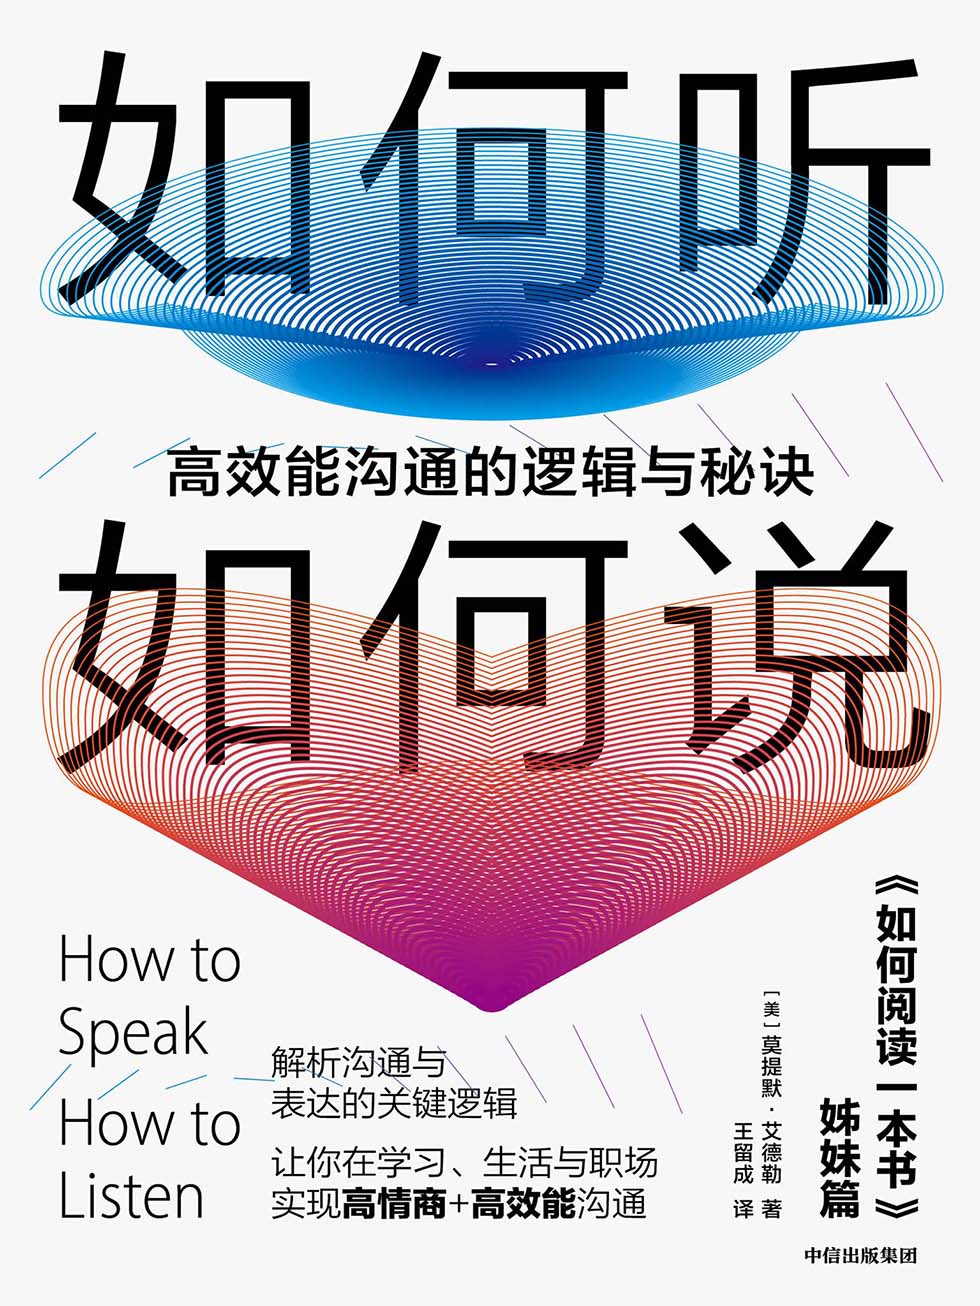 如何听
高效能沟通的逻辑与秘诀
如何说
How to
Speak
How to
Listen
解析沟通与
表达的关键逻辑
让你在学习、生活与职场
实现高情商+高效能沟通
《如何阅读一本书》
姊妹篇
[美]莫提默·艾德勒 著
王留成 译
中信出版集团